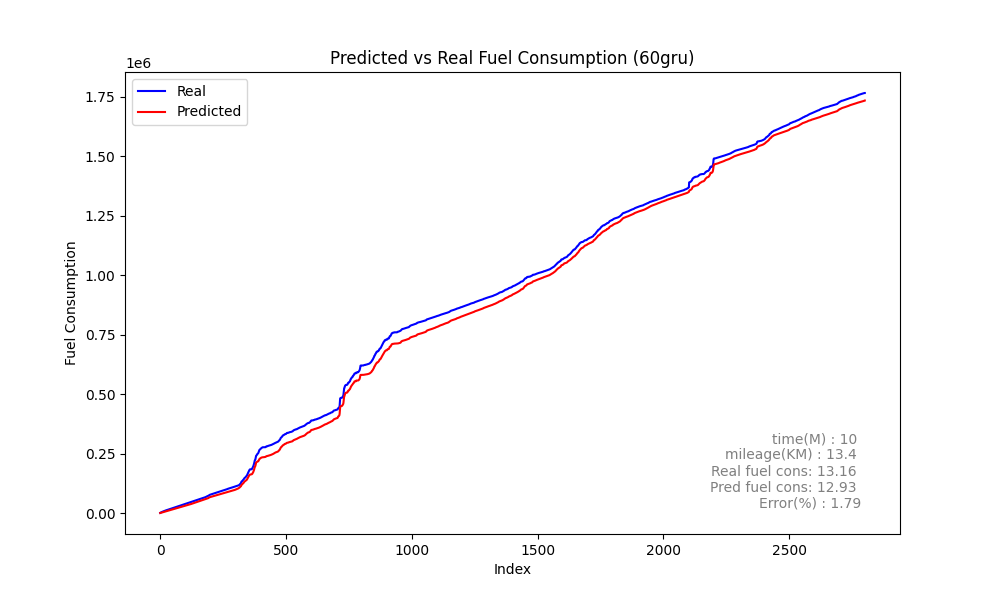 Predicted vs Real Fuel Consumption (60gru)
1e6
Real
Predicted
1.75
1.50
1.25
1.00
0.75
0.50
0.25
0.00
Fuel Consumption
time(M) : 10
mileage(KM) : 13.4
Real fuel cons: 13.16
Pred fuel cons: 12.93
Error(%) : 1.79
0 500 1000 1500 2000 2500
Index